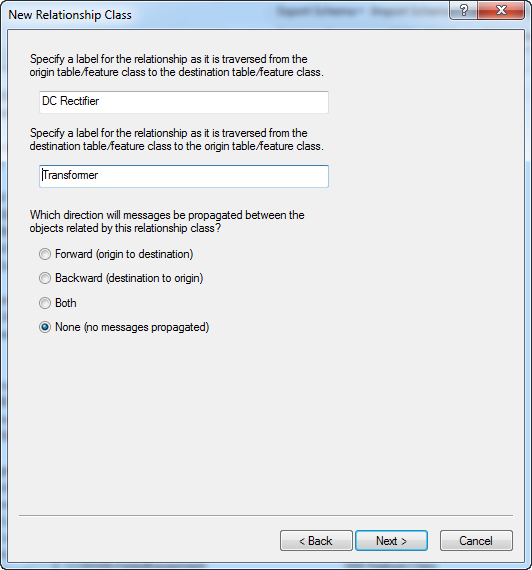 New Relationship Class
Specify a label for the relationship as it is traversed from the
origin table/feature class to the destination table/feature class.
DC Rectifier
Specify a label for the relationship as it is traversed from the
destination table/feature class to the origin table/feature class.
Transformer
Which direction will messages be propagated between the
objects related by this relationship class?
Forward (origin to destination)
Backward (destination to origin)
Both
None (no messages propagated)
< Back
Next >
Cancel